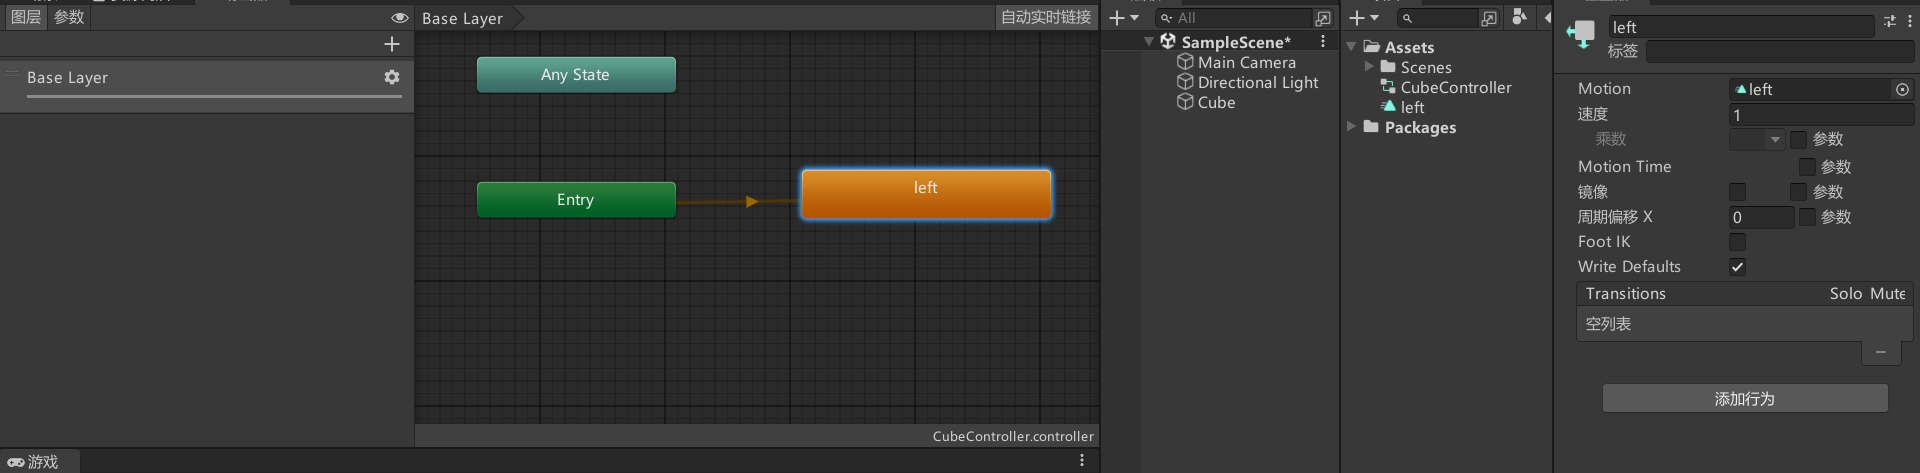 图层 参数
Base Layer
Base Layer
自动实时链接
Any State
Entry
left
CubeController.controller
游戏
All
SampleScene*
Main Camera
Directional Light
Cube
Assets
Scenes
CubeController
left
Packages
left
标签
Motion left
速度 1
乘数 参数
Motion Time 参数
镜像 参数
周期偏移 X 0 参数
Foot IK
Write Defaults
Transitions Solo Mute
空列表
添加行为